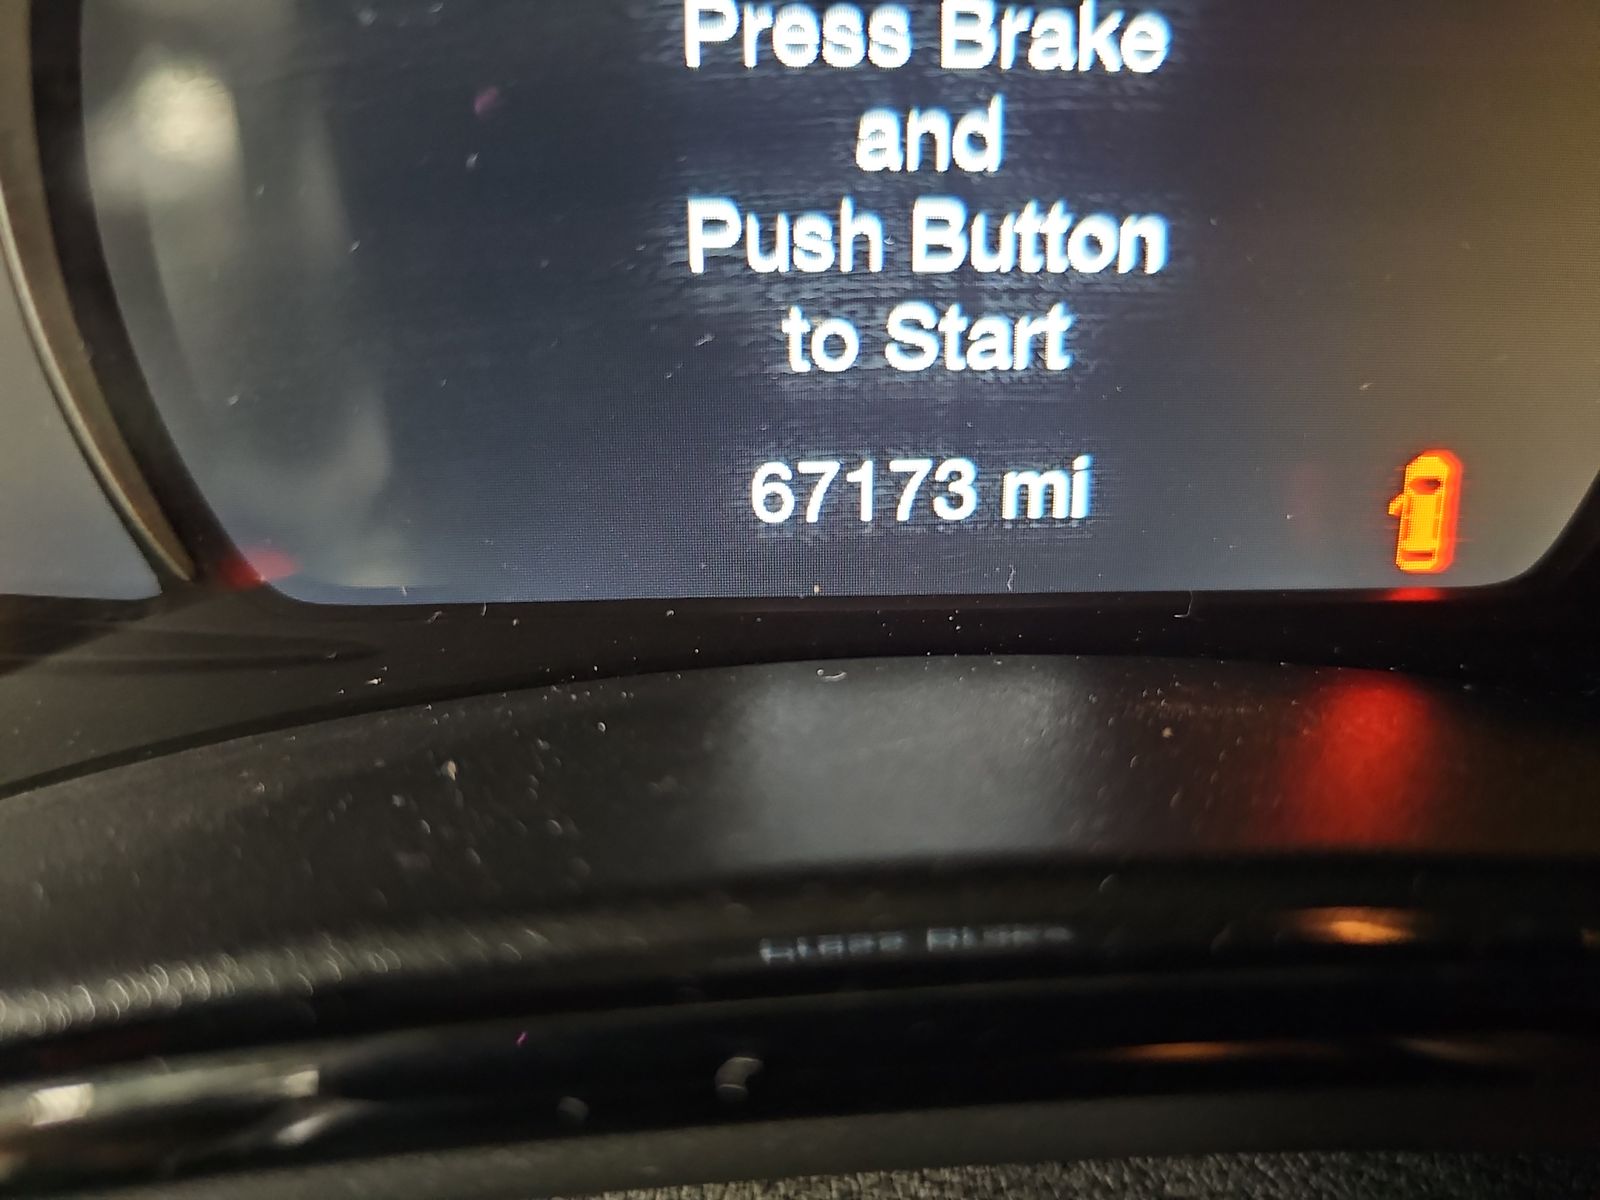 Press Brake
and
Push Button
to Start
67173 mi